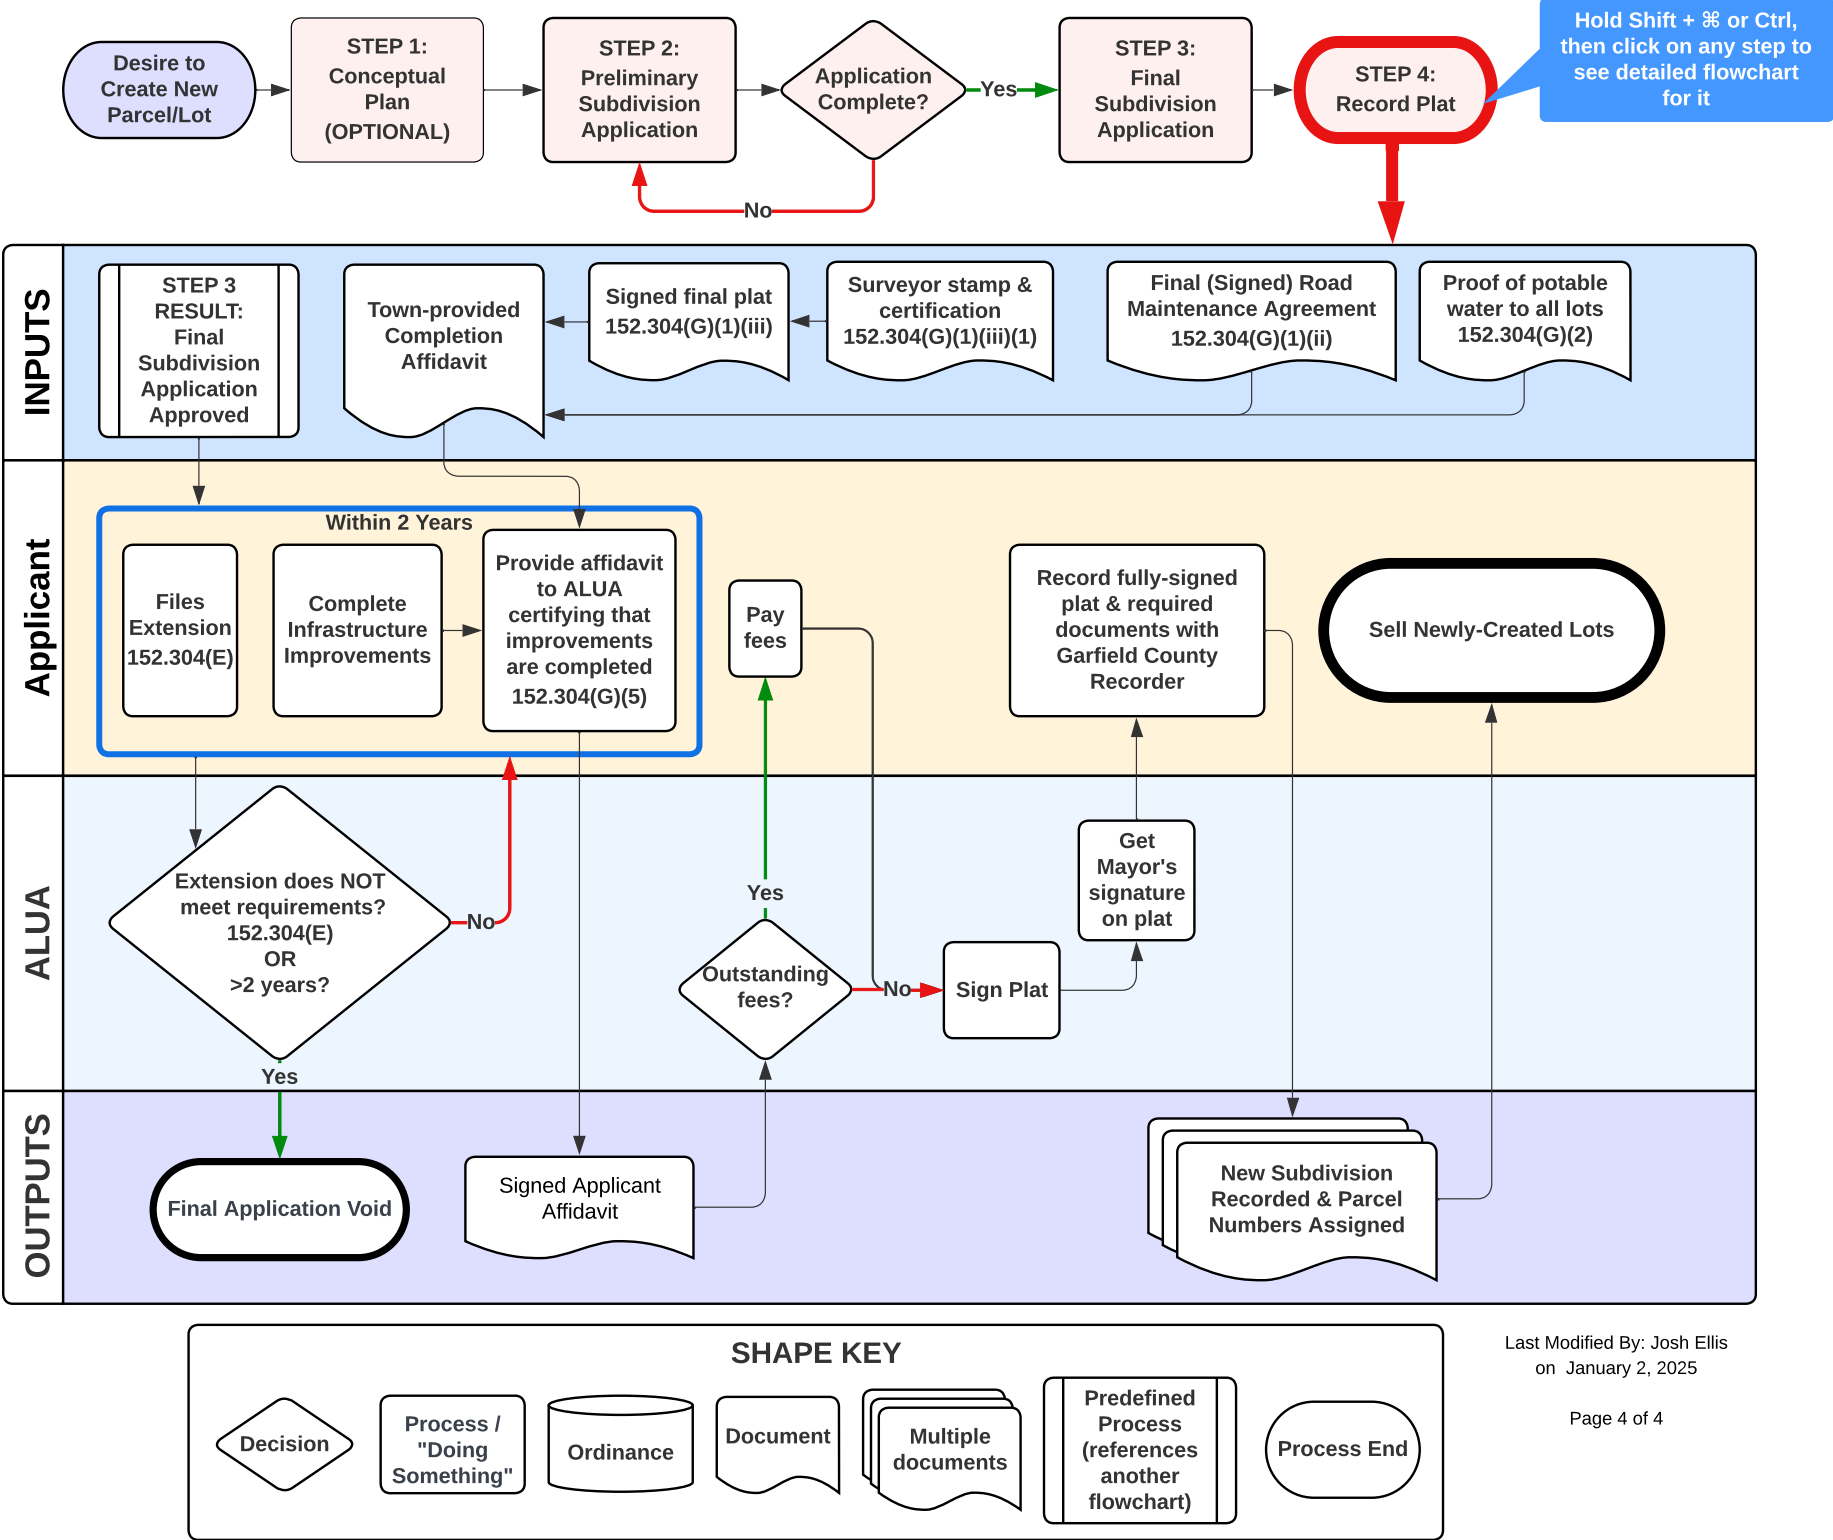 Desire to
Create New
Parcel/Lot
STEP 1:
Conceptual
Plan
(OPTIONAL)
STEP 2:
Preliminary
Subdivision
Application
Application
Complete?
Yes
No
STEP 3:
Final
Subdivision
Application
STEP 4:
Record Plat
Hold Shift + ⌘ or Ctrl,
then click on any step to
see detailed flowchart
for it
INPUTS
STEP 3
RESULT:
Final
Subdivision
Application
Approved
Town-provided
Completion
Affidavit
Signed final plat
152.304(G)(1)(iii)
Surveyor stamp &
certification
152.304(G)(1)(iii)(1)
Final (Signed) Road
Maintenance Agreement
152.304(G)(1)(ii)
Proof of potable
water to all lots
152.304(G)(2)
Applicant
Within 2 Years
Files
Extension
152.304(E)
Complete
Infrastructure
Improvements
Provide affidavit
to ALUA
certifying that
improvements
are completed
152.304(G)(5)
Pay
fees
Record fully-signed
plat & required
documents with
Garfield County
Recorder
Sell Newly-Created Lots
ALUA
Extension does NOT
meet requirements?
152.304(E)
OR
>2 years?
No
Yes
Yes
Outstanding
fees?
No
Sign Plat
Get
Mayor's
signature
on plat
OUTPUTS
Final Application Void
Signed Applicant
Affidavit
New Subdivision
Recorded & Parcel
Numbers Assigned
SHAPE KEY
Decision
Process /
"Doing
Something"
Ordinance
Document
Multiple
documents
Predefined
Process
(references
another
flowchart)
Process End
Last Modified By: Josh Ellis
on January 2, 2025
Page 4 of 4